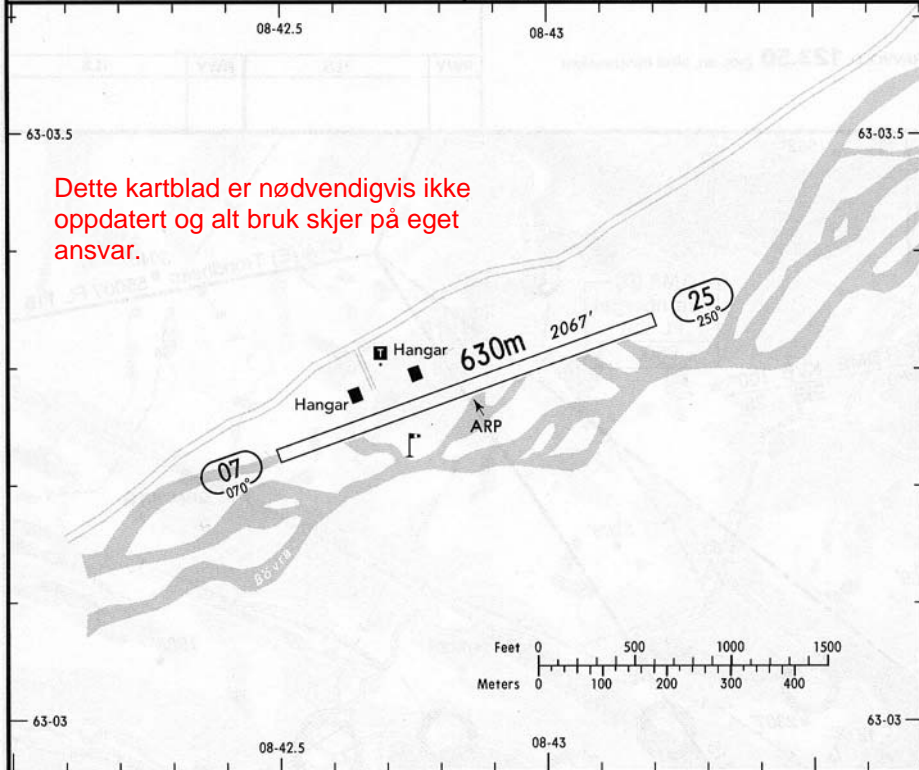 08-42.5 08-43
63-03.5 63-03.5
Dette kartblad er nødvendigvis ikke
oppdatert og alt bruk skjer på eget
ansvar.
25
250°
630m 2067'
T Hangar
Hangar
ARP
07
070°
Bövra
Feet 0 500 1000 1500
Meters 0 100 200 300 400
63-03 63-03
08-42.5 08-43